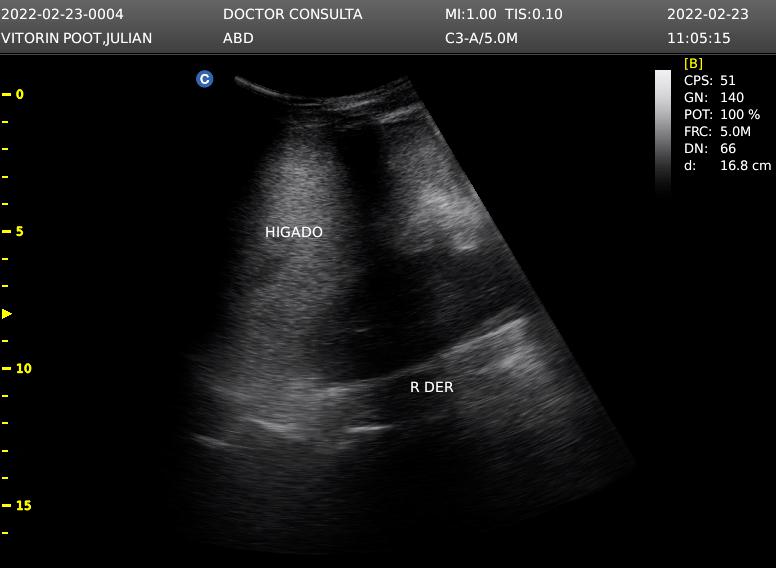 2022-02-23-0004 DOCTOR CONSULTA MI:1.00 TIS:0.10 2022-02-23
VITORIN POOT,JULIAN ABD C3-A/5.0M 11:05:15
C
[B]
CPS: 51
GN: 140
POT: 100 %
FRC: 5.0M
DN: 66
d: 16.8 cm
0
5
10
15
HIGADO
R DER